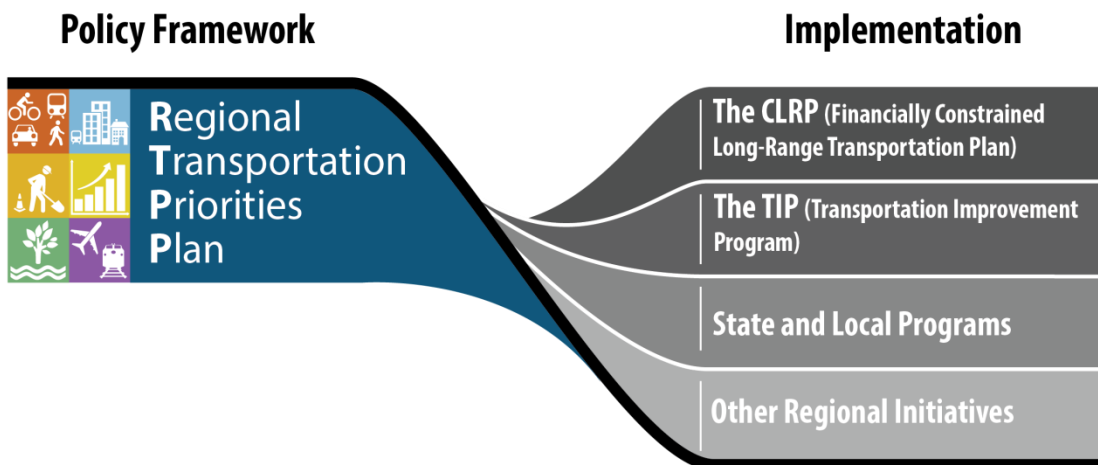 Policy Framework
Implementation
Regional
Transportation
Priorities
Plan
The CLRP (Financially Constrained
Long-Range Transportation Plan)
The TIP (Transportation Improvement
Program)
State and Local Programs
Other Regional Initiatives